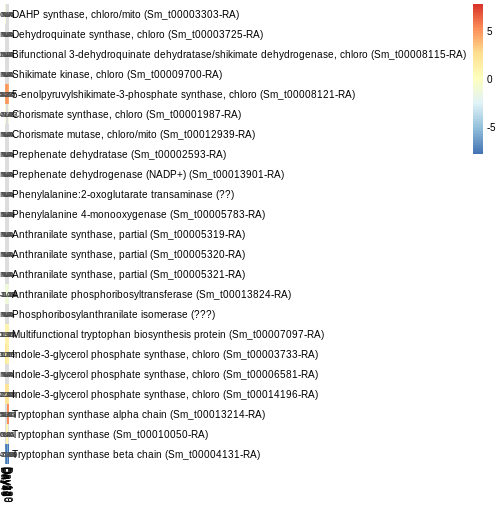 DAHP synthase, chloro/mito (Sm_t00003303-RA)
Dehydroquinate synthase, chloro (Sm_t00003725-RA)
Bifunctional 3-dehydroquinate dehydratase/shikimate dehydrogenase, chloro (Sm_t00008115-RA)
Shikimate kinase, chloro (Sm_t00009700-RA)
5-enolpyruvylshikimate-3-phosphate synthase, chloro (Sm_t00008121-RA)
Chorismate synthase, chloro (Sm_t00001987-RA)
Chorismate mutase, chloro/mito (Sm_t00012939-RA)
Prephenate dehydratase (Sm_t00002593-RA)
Prephenate dehydrogenase (NADP+) (Sm_t00013901-RA)
Phenylalanine:2-oxoglutarate transaminase (??)
Phenylalanine 4-monooxygenase (Sm_t00005783-RA)
Anthranilate synthase, partial (Sm_t00005319-RA)
Anthranilate synthase, partial (Sm_t00005320-RA)
Anthranilate synthase, partial (Sm_t00005321-RA)
Anthranilate phosphoribosyltransferase (Sm_t00013824-RA)
Phosphoribosylanthranilate isomerase (???)
Multifunctional tryptophan biosynthesis protein (Sm_t00007097-RA)
Indole-3-glycerol phosphate synthase, chloro (Sm_t00003733-RA)
Indole-3-glycerol phosphate synthase, chloro (Sm_t00006581-RA)
Indole-3-glycerol phosphate synthase, chloro (Sm_t00014196-RA)
Tryptophan synthase alpha chain (Sm_t00013214-RA)
Tryptophan synthase (Sm_t00010050-RA)
Tryptophan synthase beta chain (Sm_t00004131-RA)
5
0
-5